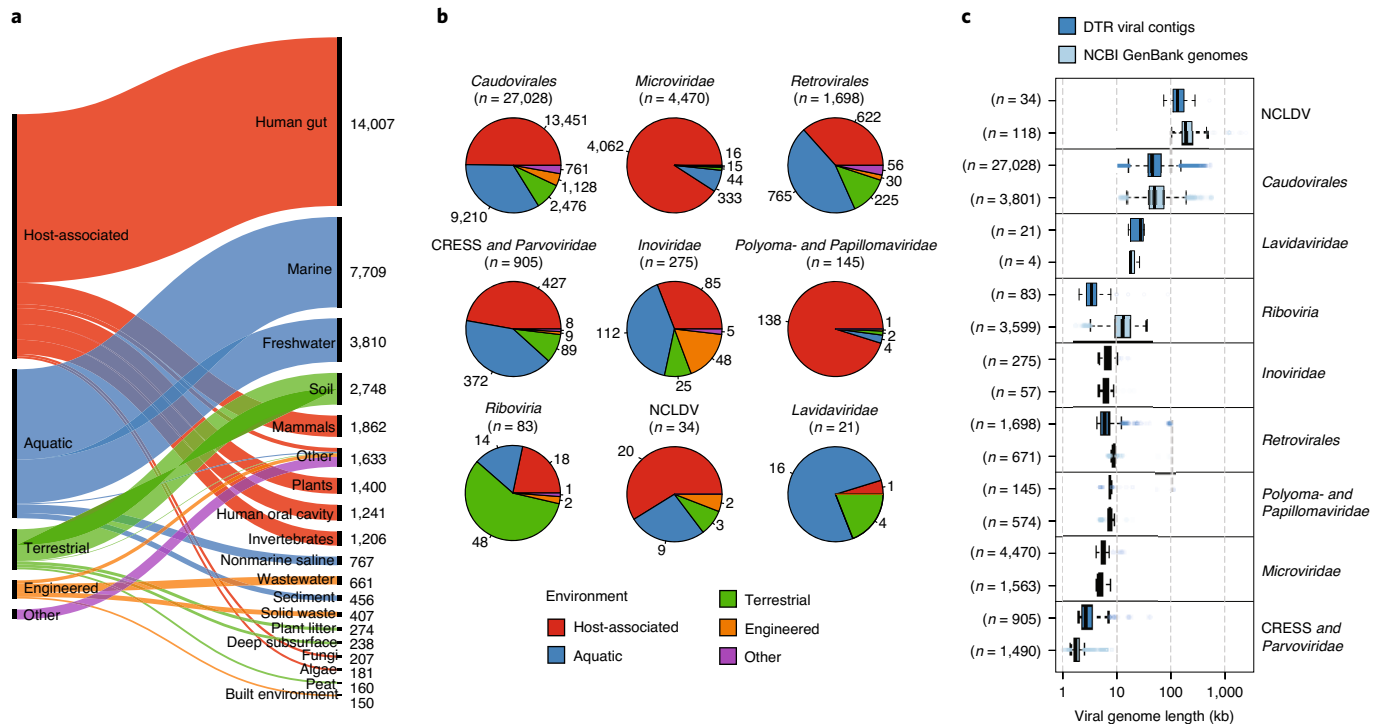 a
Host-associated
Aquatic
Terrestrial
Engineered
Other
Human gut 14,007
Marine 7,709
Freshwater 3,810
Soil 2,748
Mammals 1,862
Other 1,633
Plants 1,400
Human oral cavity 1,241
Invertebrates 1,206
Nonmarine saline 767
Wastewater 661
Sediment 456
Solid waste 407
Plant litter 274
Deep subsurface 238
Fungi 207
Algae 181
Peat 160
Built environment 150
b
Caudovirales
(n = 27,028)
13,451
761
1,128
2,476
9,210
Microviridae
(n = 4,470)
4,062
16
15
44
333
Retrovirales
(n = 1,698)
622
56
30
225
765
CRESS and Parvoviridae
(n = 905)
427
8
9
89
372
Inoviridae
(n = 275)
85
5
48
25
112
Polyoma- and Papillomaviridae
(n = 145)
138
1
2
4
Riboviria
(n = 83)
14
18
1
2
48
NCLDV
(n = 34)
20
2
3
9
Lavidaviridae
(n = 21)
16
1
4
Environment
Host-associated
Aquatic
Terrestrial
Engineered
Other
c
DTR viral contigs
NCBI GenBank genomes
(n = 34)
(n = 118)
NCLDV
(n = 27,028)
(n = 3,801)
Caudovirales
(n = 21)
(n = 4)
Lavidaviridae
(n = 83)
(n = 3,599)
Riboviria
(n = 275)
(n = 57)
Inoviridae
(n = 1,698)
(n = 671)
Retrovirales
(n = 145)
(n = 574)
Polyoma- and
Papillomaviridae
(n = 4,470)
(n = 1,563)
Microviridae
(n = 905)
(n = 1,490)
CRESS and
Parvoviridae
1 10 100 1,000
Viral genome length (kb)